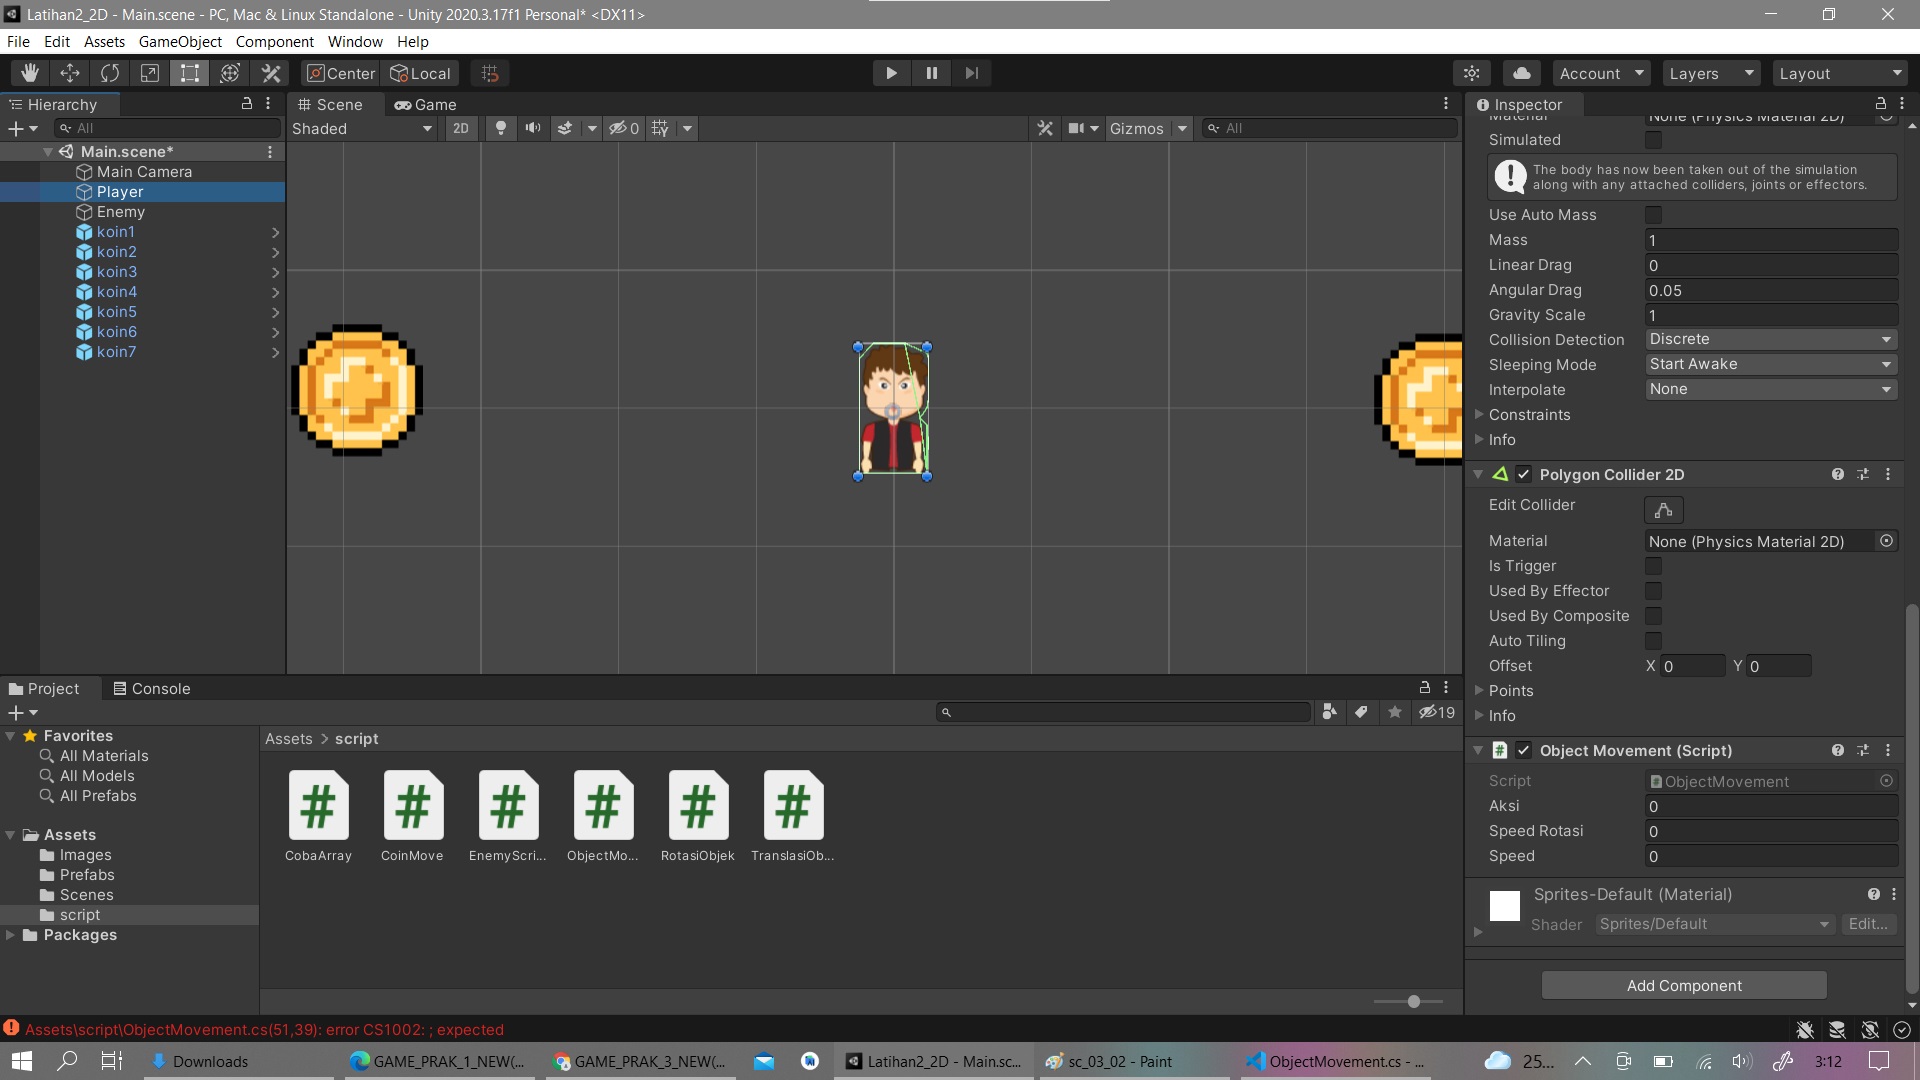 Latihan2_2D - Main.scene - PC, Mac & Linux Standalone - Unity 2020.3.17f1 Personal* <DX11>
File Edit Assets GameObject Component Window Help
Center Local Account Layers Layout
Hierarchy
All
Main.scene*
Main Camera
Player
Enemy
koin1
koin2
koin3
koin4
koin5
koin6
koin7
Scene Game
Shaded 2D 0 Gizmos All
Inspector
Material None (Physics Material 2D)
Simulated
The body has now been taken out of the simulation
along with any attached colliders, joints or effectors.
Use Auto Mass
Mass 1
Linear Drag 0
Angular Drag 0.05
Gravity Scale 1
Collision Detection Discrete
Sleeping Mode Start Awake
Interpolate None
Constraints
Info
Polygon Collider 2D
Edit Collider
Material None (Physics Material 2D)
Is Trigger
Used By Effector
Used By Composite
Auto Tiling
Offset X 0 Y 0
Points
Info
# Object Movement (Script)
Script # ObjectMovement
Aksi 0
Speed Rotasi 0
Speed 0
Sprites-Default (Material)
Shader Sprites/Default Edit...
Add Component
Project Console
19
Favorites
All Materials
All Models
All Prefabs
Assets
Images
Prefabs
Scenes
script
Packages
Assets > script
# # # # # #
CobaArray CoinMove EnemyScri... ObjectMo... RotasiObjek TranslasiOb...
Assets\script\ObjectMovement.cs(51,39): error CS1002: ; expected
Downloads GAME_PRAK_1_NEW(... GAME_PRAK_3_NEW(... Latihan2_2D - Main.sc... sc_03_02 - Paint ObjectMovement.cs - ... 25... 3:12